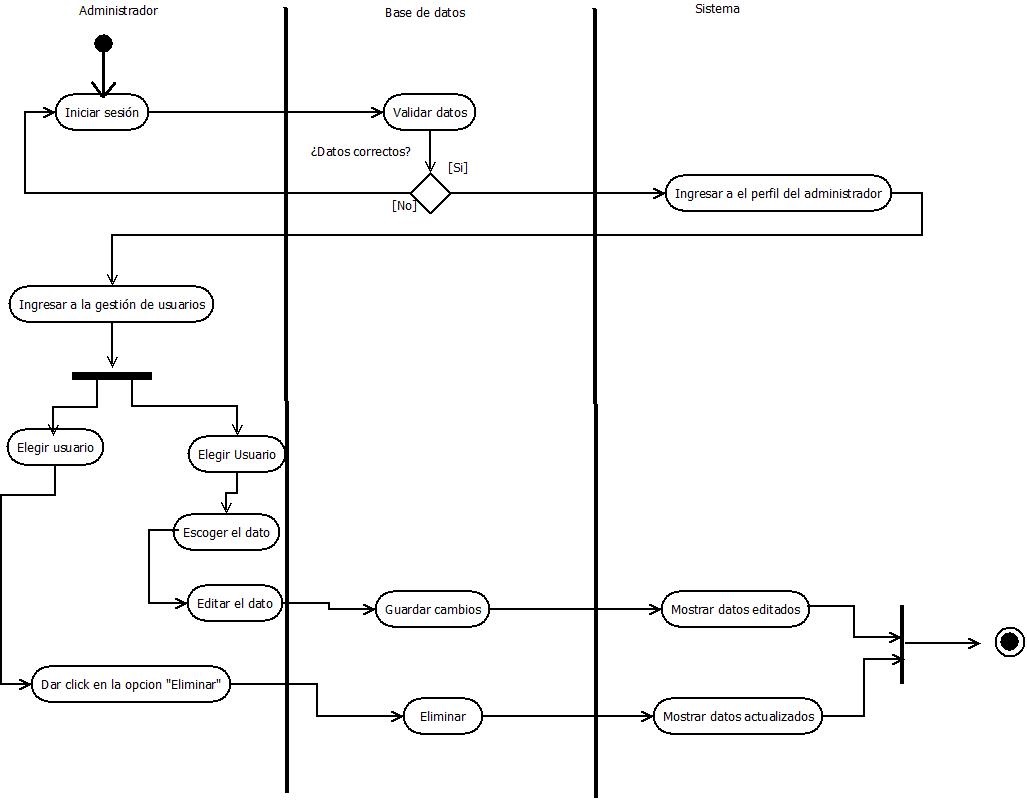 Administrador
Base de datos
Sistema
Iniciar sesión
Validar datos
¿Datos correctos?
[Si]
[No]
Ingresar a el perfil del administrador
Ingresar a la gestión de usuarios
Elegir usuario
Elegir Usuario
Escoger el dato
Editar el dato
Guardar cambios
Mostrar datos editados
Dar click en la opcion "Eliminar"
Eliminar
Mostrar datos actualizados